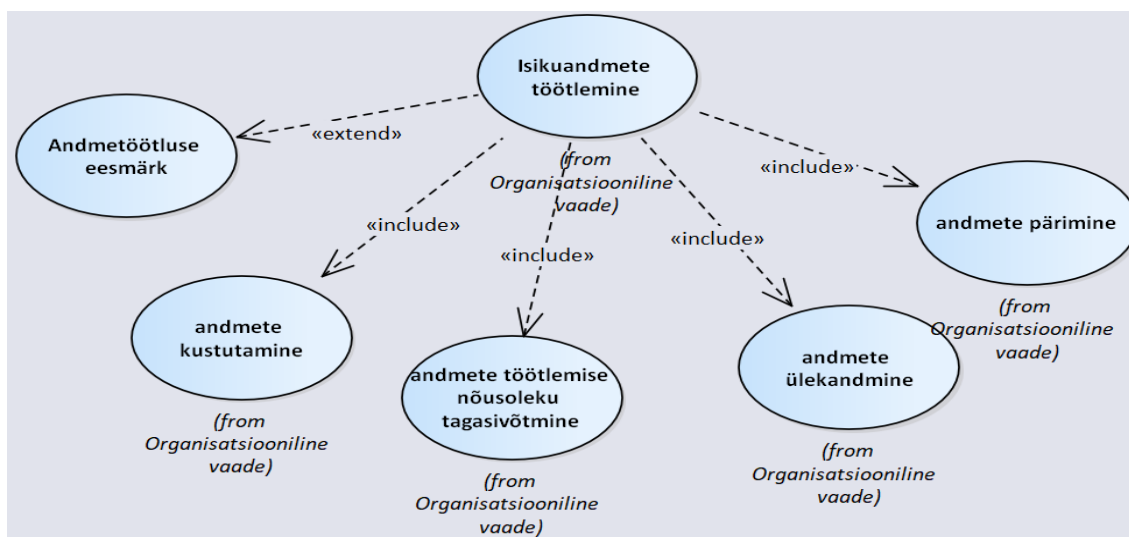 Isikuandmete
töötlemine
(from
Organisatsiooniline
vaade)
«extend»
Andmetöötluse
eesmärk
«include»
andmete
kustutamine
(from
Organisatsiooniline
vaade)
«include»
andmete töötlemise
nõusoleku
tagasivõtmine
(from
Organisatsiooniline
vaade)
«include»
andmete
ülekandmine
(from
Organisatsiooniline
vaade)
«include»
andmete pärimine
(from
Organisatsiooniline
vaade)